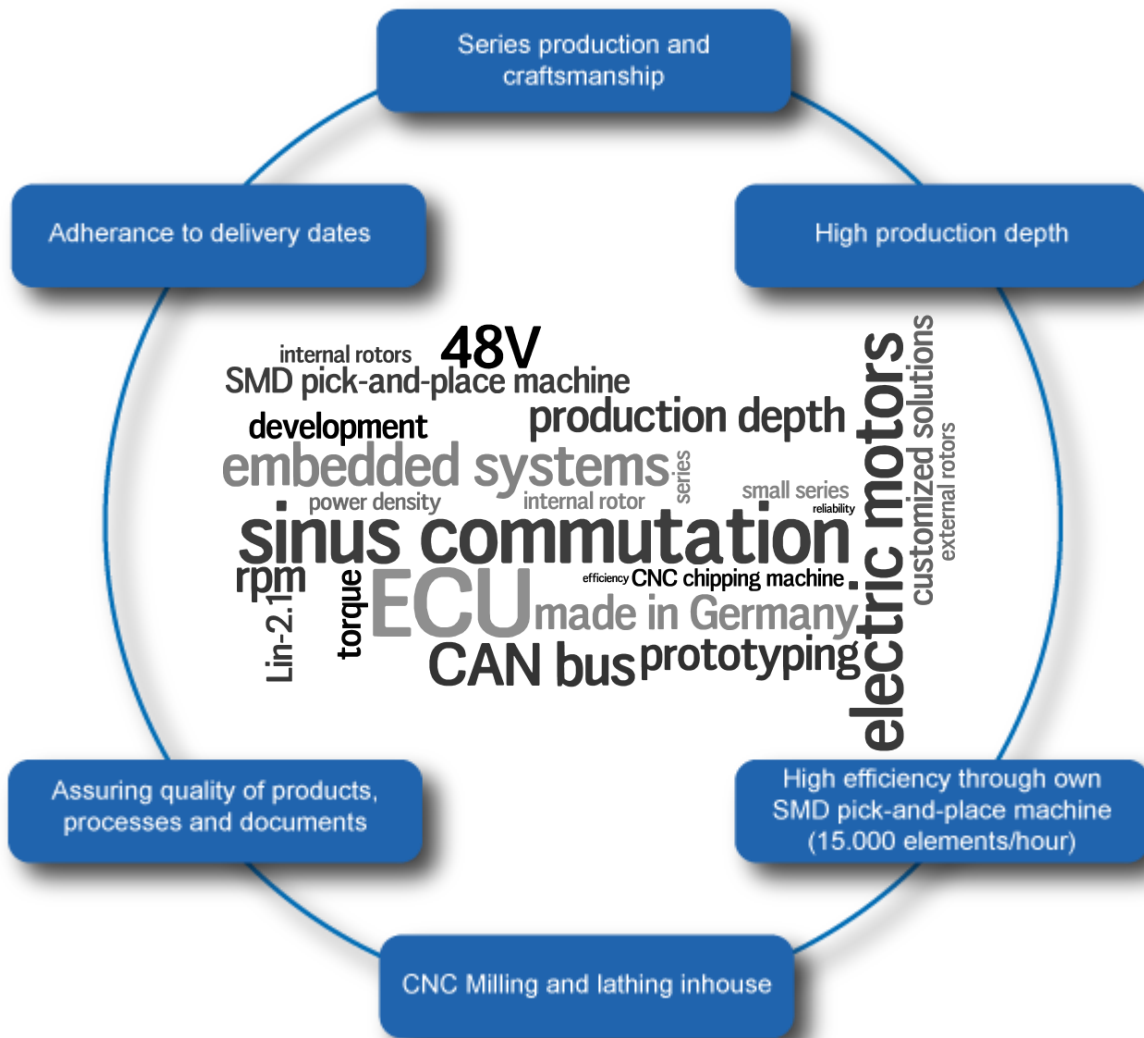 Series production and
craftsmanship
Adherance to delivery dates
High production depth
internal rotors
48V
SMD pick-and-place machine
development
production depth
embedded systems
series
power density
internal rotor
small series
reliability
sinus commutation
electric motors
customized solutions
external rotors
rpm
Lin-2.1
torque
ECU
efficiency
CNC chipping machine
made in Germany
CAN bus
prototyping
Assuring quality of products,
processes and documents
High efficiency through own
SMD pick-and-place machine
(15.000 elements/hour)
CNC Milling and lathing inhouse